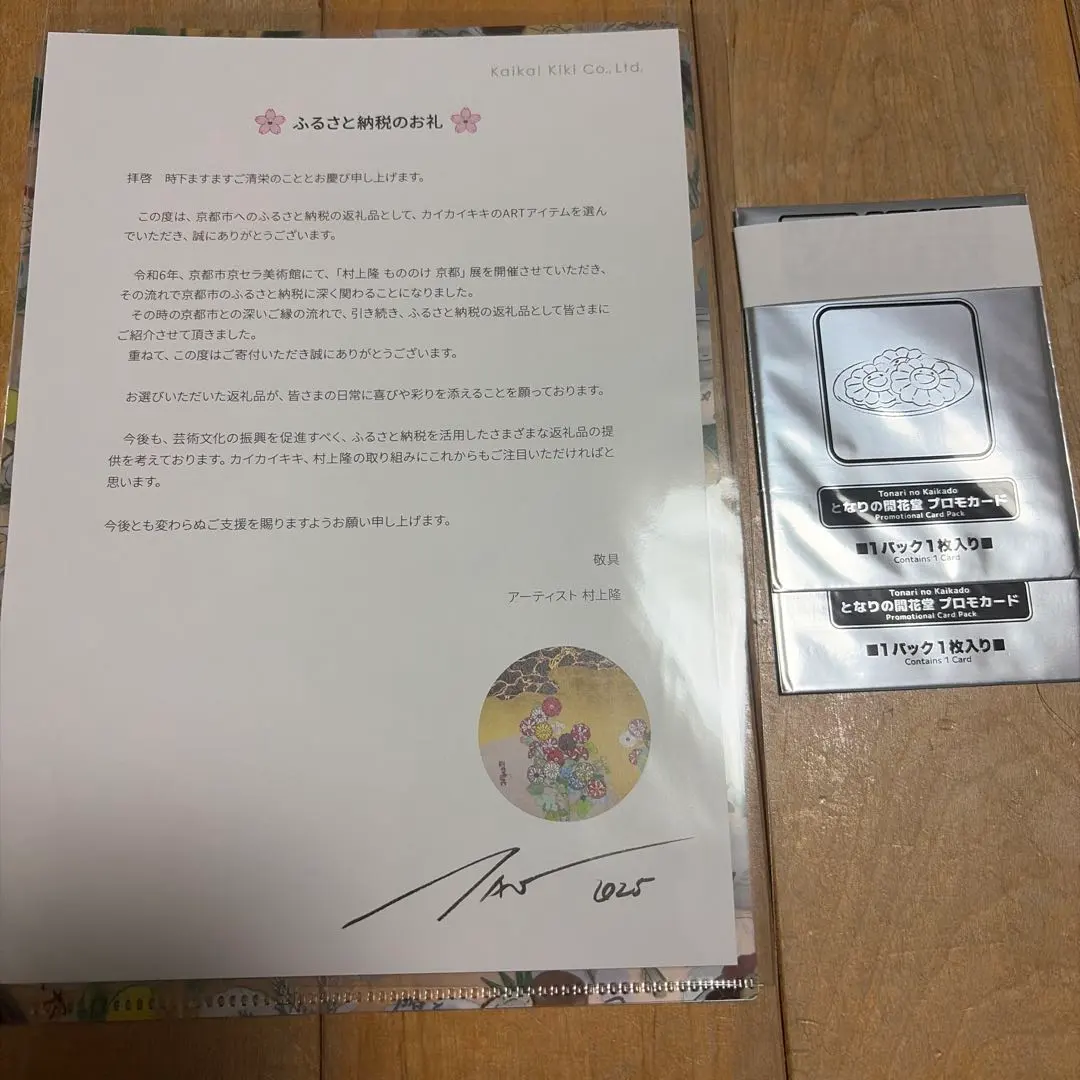 Kaikai Kiki Co., Ltd.
ふるさと納税のお礼
拝啓　時下ますますご清栄のこととお慶び申し上げます。
この度は、京都市へのふるさと納税の返礼品として、カイカイキキのARTアイテムを選ん
でいただき、誠にありがとうございます。
令和6年、京都市京セラ美術館にて、「村上隆 もののけ 京都」展を開催させていただき、
その流れで京都市のふるさと納税に深く関わることになりました。
その時の京都市との深いご縁の流れで、引き続き、ふるさと納税の返礼品として皆さまに
ご紹介させて頂きました。
重ねて、この度はご寄付いただき誠にありがとうございます。
お選びいただいた返礼品が、皆さまの日常に喜びや彩りを添えることを願っております。
今後も、芸術文化の振興を促進すべく、ふるさと納税を活用したさまざまな返礼品の提
供を考えております。カイカイキキ、村上隆の取り組みにこれからもご注目いただければと
思います。
今後とも変わらぬご支援を賜りますようお願い申し上げます。
敬具
アーティスト 村上隆
Tonari no Kaikado
となりの開花堂 プロモカード
Promotional Card Pack
■1パック1枚入り■
Contains 1 Card
Tonari no Kaikado
となりの開花堂 プロモカード
Promotional Card Pack
■1パック1枚入り■
Contains 1 Card